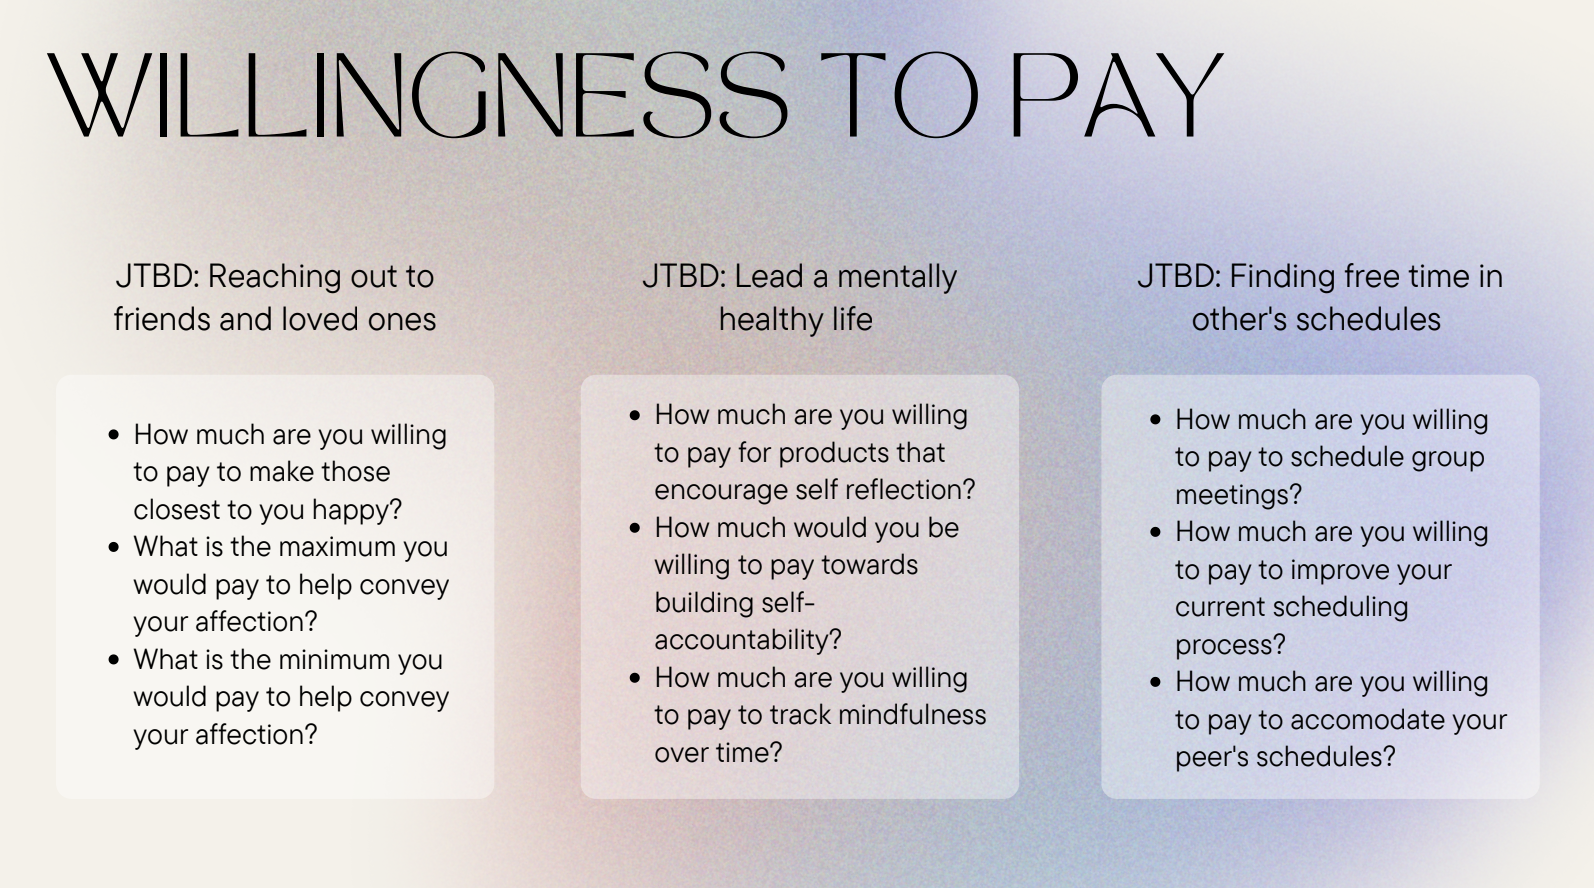 WILLINGNESS TO PAY
JTBD: Reaching out to
friends and loved ones
• How much are you willing
to pay to make those
closest to you happy?
• What is the maximum you
would pay to help convey
your affection?
• What is the minimum you
would pay to help convey
your affection?
JTBD: Lead a mentally
healthy life
• How much are you willing
to pay for products that
encourage self reflection?
• How much would you be
willing to pay towards
building self-
accountability?
• How much are you willing
to pay to track mindfulness
over time?
JTBD: Finding free time in
other's schedules
• How much are you willing
to pay to schedule group
meetings?
• How much are you willing
to pay to improve your
current scheduling
process?
• How much are you willing
to pay to accomodate your
peer's schedules?